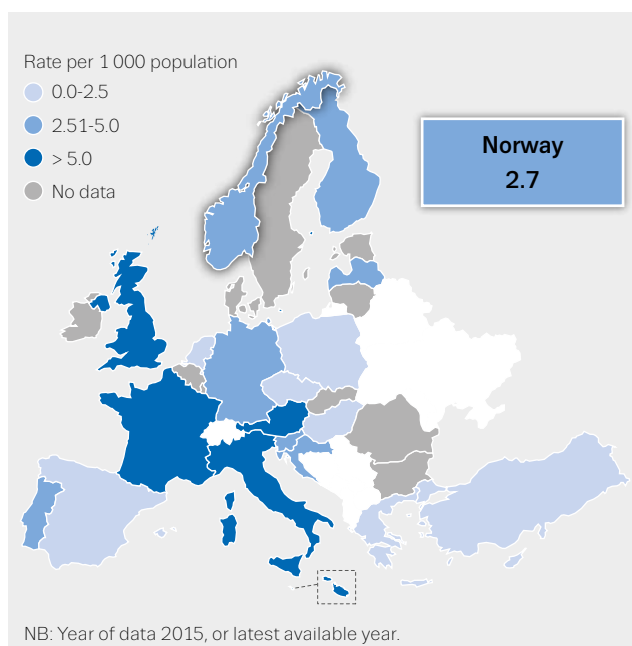 Rate per 1 000 population
0.0-2.5
2.51-5.0
> 5.0
No data
Norway
2.7
NB: Year of data 2015, or latest available year.